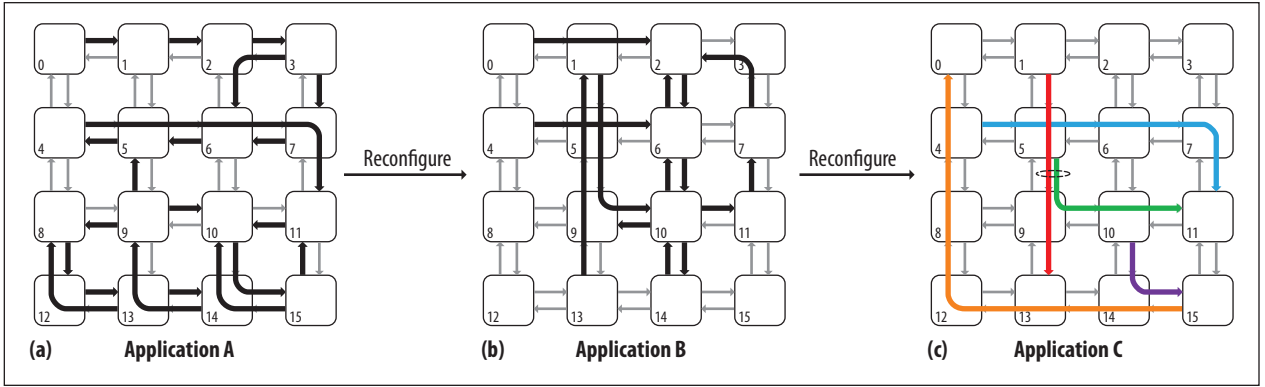 0 1 2 3 0 1 2 3 0 1 2 3
4 5 6 7 4 5 6 7 4 5 6 7
Reconfigure Reconfigure
8 9 10 11 8 9 10 11 8 9 10 11
12 13 14 15 12 13 14 15 12 13 14 15
(a) Application A (b) Application B (c) Application C